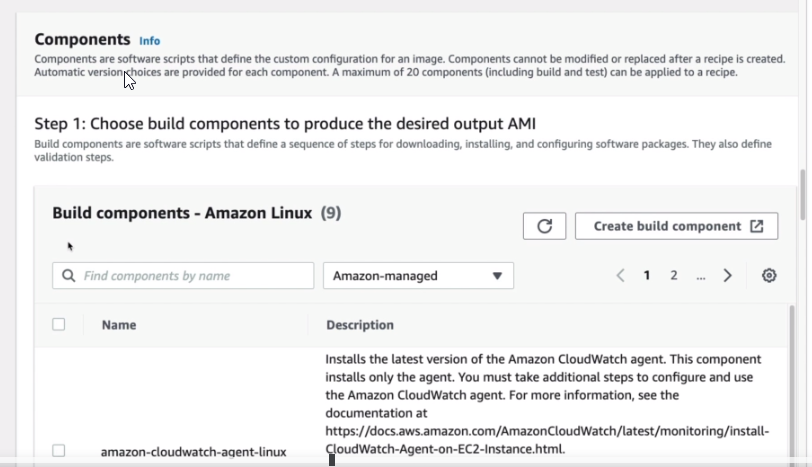 Components Info
Components are software scripts that define the custom configuration for an image. Components cannot be modified or replaced after a recipe is created.
Automatic version choices are provided for each component. A maximum of 20 components (including build and test) can be applied to a recipe.
Step 1: Choose build components to produce the desired output AMI
Build components are software scripts that define a sequence of steps for downloading, installing, and configuring software packages. They also define
validation steps.
Build components - Amazon Linux (9)
Create build component
Find components by name
Amazon-managed
1 2 ...
Name Description
Installs the latest version of the Amazon CloudWatch agent. This component
installs only the agent. You must take additional steps to configure and use
the Amazon CloudWatch agent. For more information, see the
documentation at
https://docs.aws.amazon.com/AmazonCloudWatch/latest/monitoring/install-
CloudWatch-Agent-on-EC2-Instance.html.
amazon-cloudwatch-agent-linux